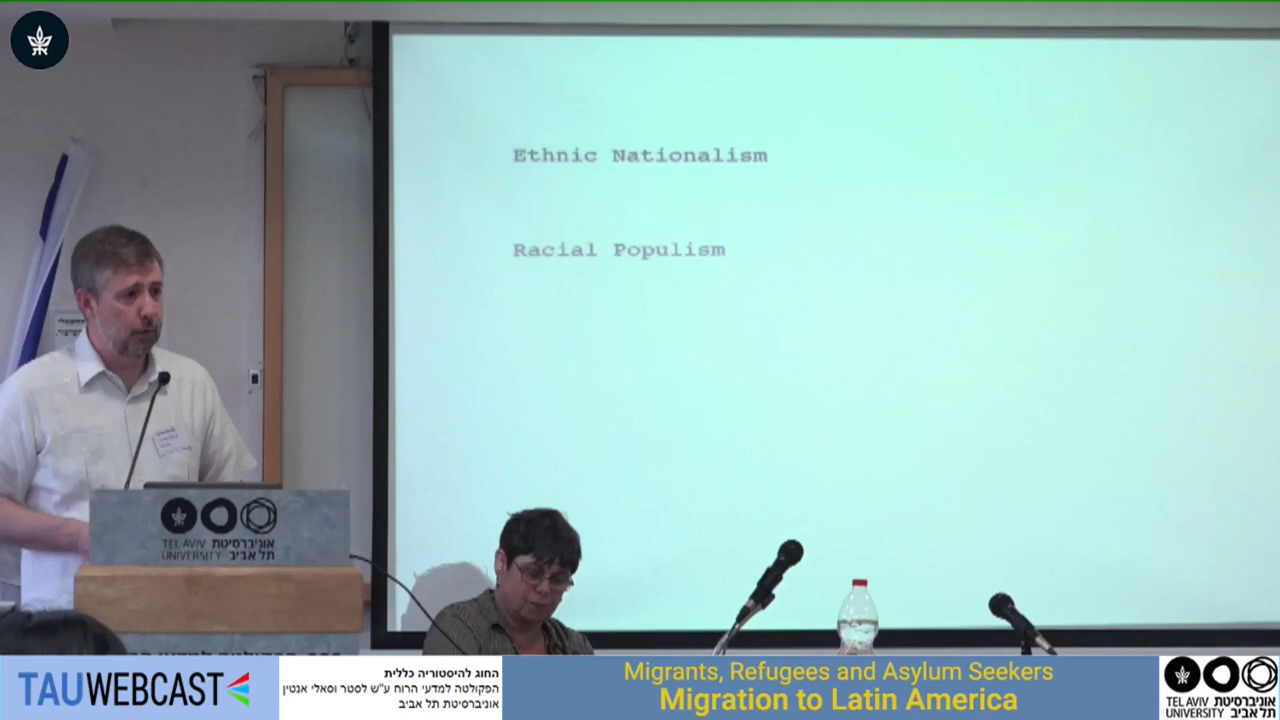 Ethnic Nationalism
Racial Populism
TEL AVIV אוניברסיטת
UNIVERSITY תל אביב
TAUWEBCAST
החוג להיסטוריה כללית
הפקולטה למדעי הרוח ע"ש לסטר וסאלי אנטין
אוניברסיטת תל אביב
Migrants, Refugees and Asylum Seekers
Migration to Latin America
TEL AVIV אוניברסיטת
UNIVERSITY תל אביב